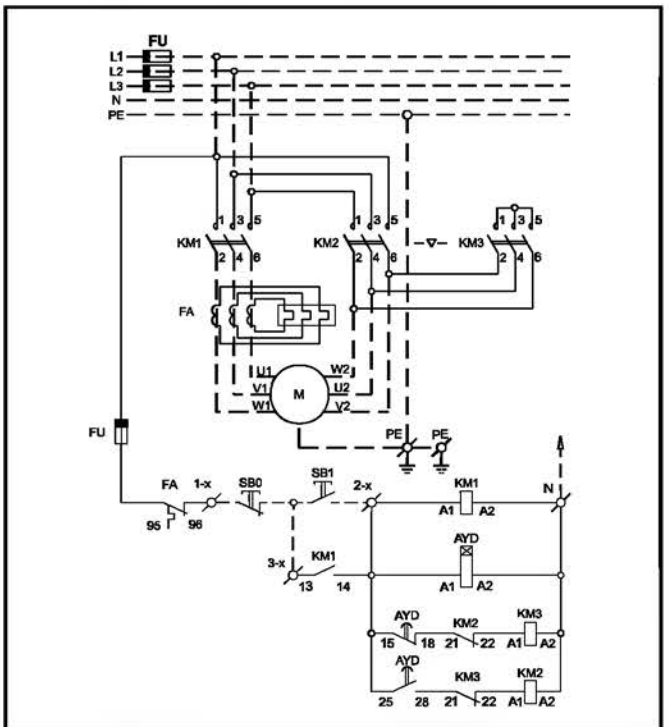 FU
L1
L2
L3
N
PE
1 3 5 1 3 5 3 5
KM1 KM2 KM3
2 4 6 2 4 6 2 4 6
FA
U1 W2
V1 M U2
W1 V2
FU PE PE
FA 1-x SB0 SB1 2-x KM1 N
95 96 A1 A2
AYD
3-x KM1
13 14 A1 A2
AYD KM2 KM3
15 18 21 22 A1 A2
AYD KM3 KM2
25 28 21 22 A1 A2